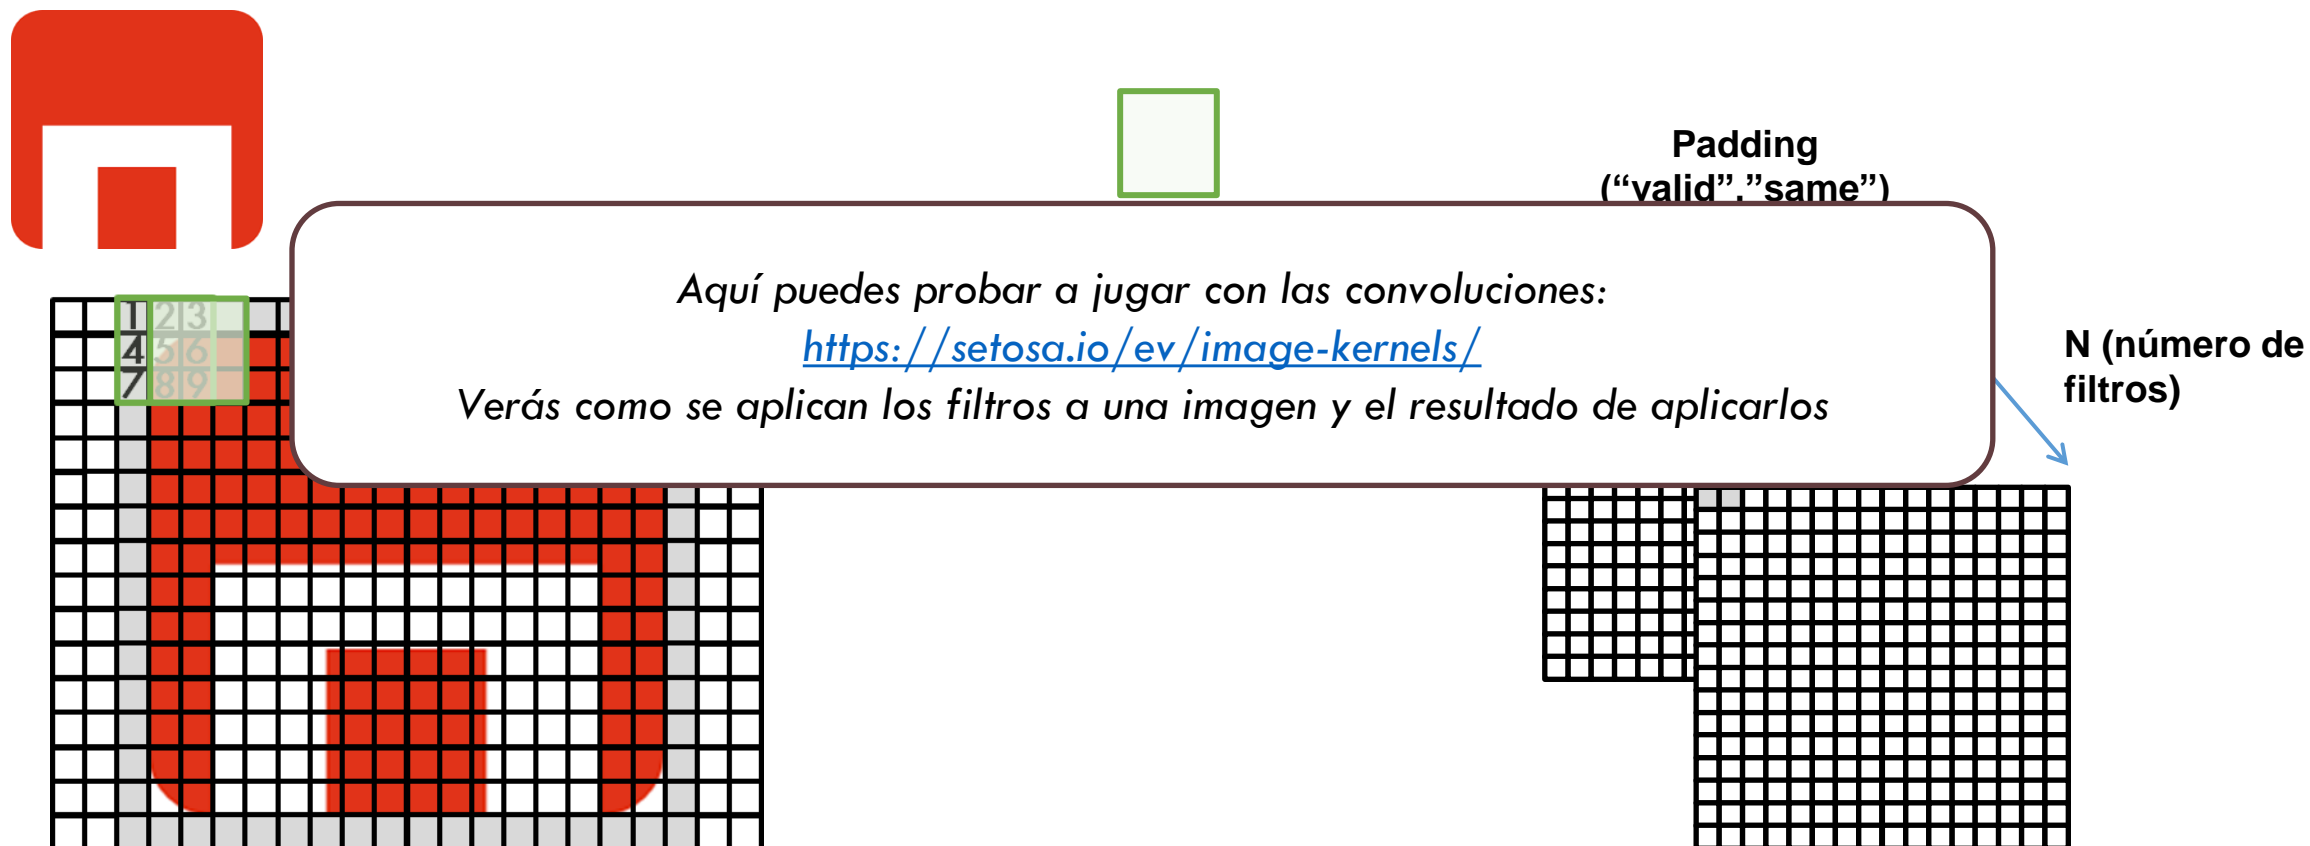 Padding
(“valid”,”same”)
Aquí puedes probar a jugar con las convoluciones:
https://setosa.io/ev/image-kernels/
Verás como se aplican los filtros a una imagen y el resultado de aplicarlos
N (número de
filtros)
1 2 3
4 5 6
7 8 9